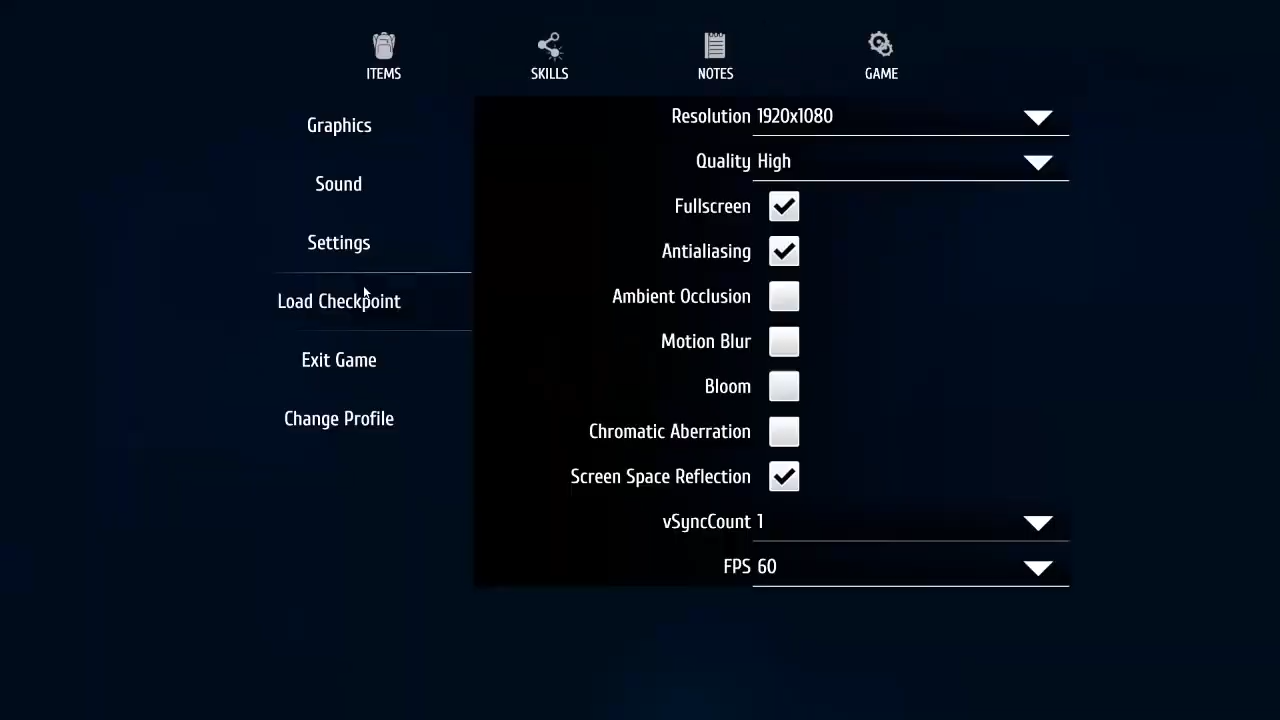 ITEMS
SKILLS
NOTES
GAME
Graphics
Sound
Settings
Load Checkpoint
Exit Game
Change Profile
Resolution 1920x1080
Quality High
Fullscreen
Antialiasing
Ambient Occlusion
Motion Blur
Bloom
Chromatic Aberration
Screen Space Reflection
vSyncCount 1
FPS 60